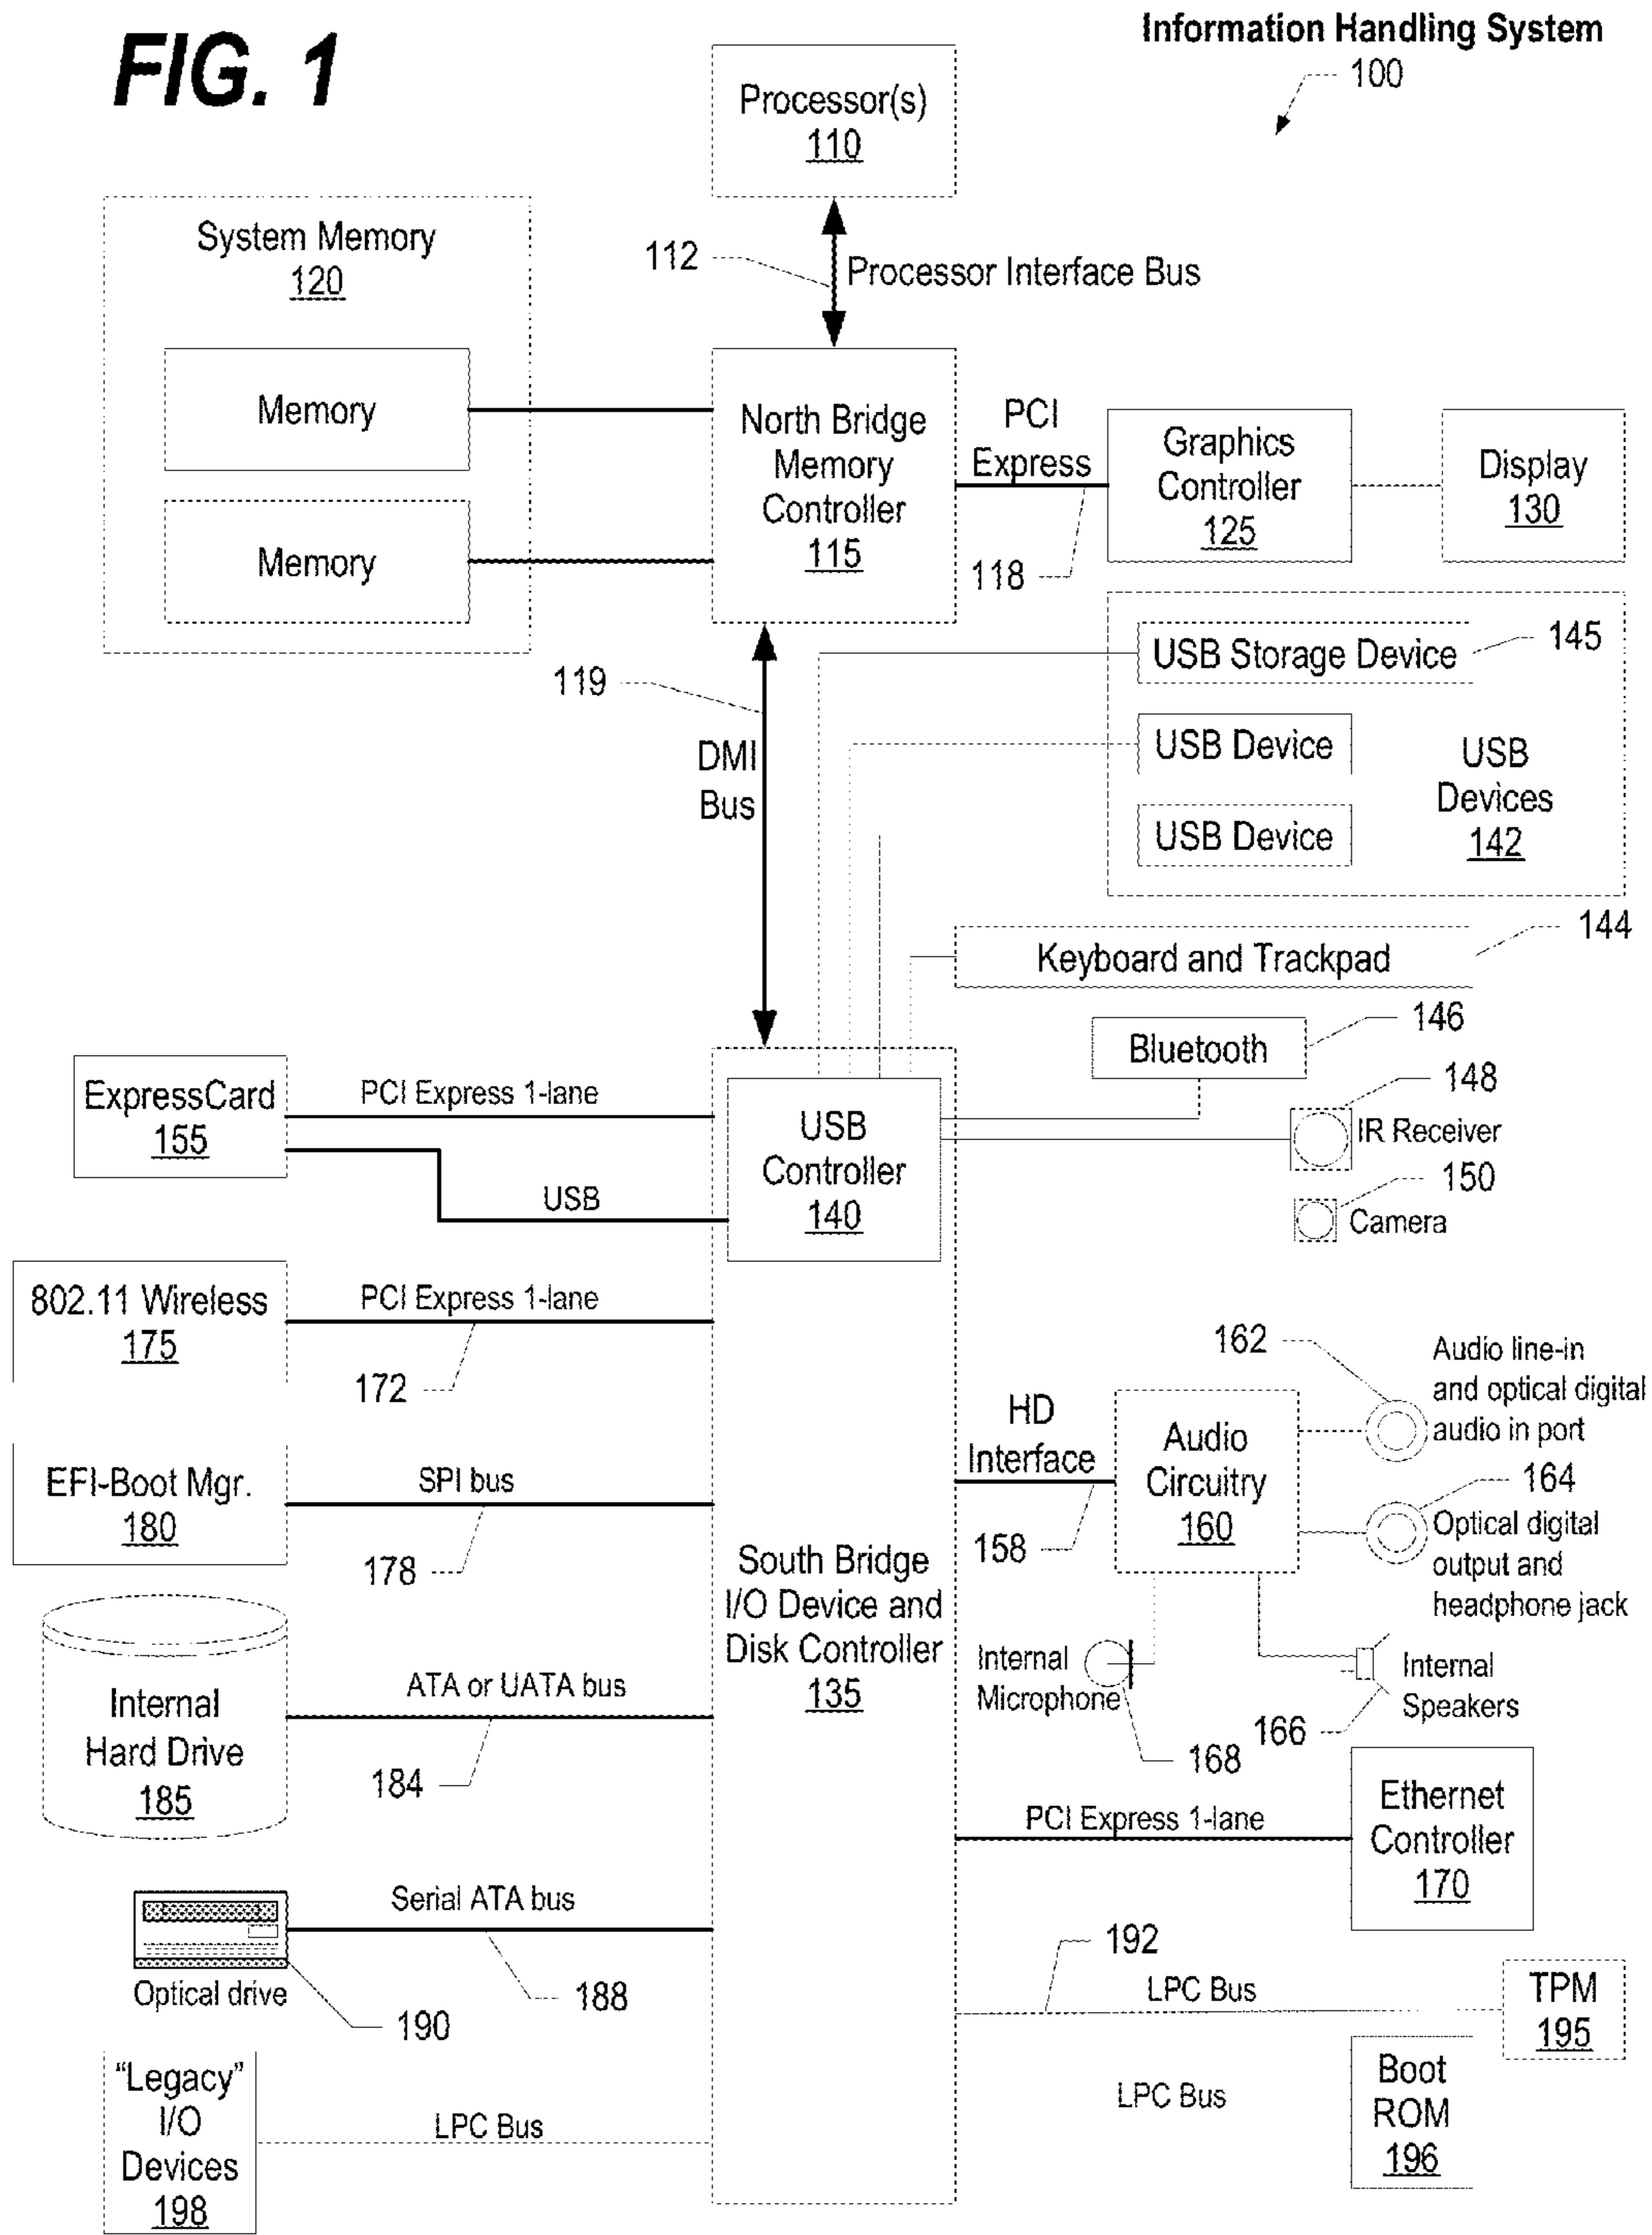 FIG. 1
Information Handling System
100
Processor(s)
110
System Memory
120
112
Processor Interface Bus
Memory
Memory
North Bridge
Memory
Controller
115
PCI
Express
118
Graphics
Controller
125
Display
130
119
DMI
Bus
USB Storage Device
145
USB Device
USB Device
USB
Devices
142
Keyboard and Trackpad
144
Bluetooth
146
148
IR Receiver
150
Camera
ExpressCard
155
PCI Express 1-lane
USB
USB
Controller
140
802.11 Wireless
175
PCI Express 1-lane
172
EFI-Boot Mgr.
180
SPI bus
178
South Bridge
I/O Device and
Disk Controller
135
HD
Interface
158
Audio
Circuitry
160
162
Audio line-in
and optical digital
audio in port
164
Optical digital
output and
headphone jack
Internal
Microphone
168
Internal
Speakers
166
Internal
Hard Drive
185
ATA or UATA bus
184
PCI Express 1-lane
Ethernet
Controller
170
Serial ATA bus
188
Optical drive
190
192
LPC Bus
TPM
195
LPC Bus
Boot
ROM
196
"Legacy"
I/O
Devices
198
LPC Bus